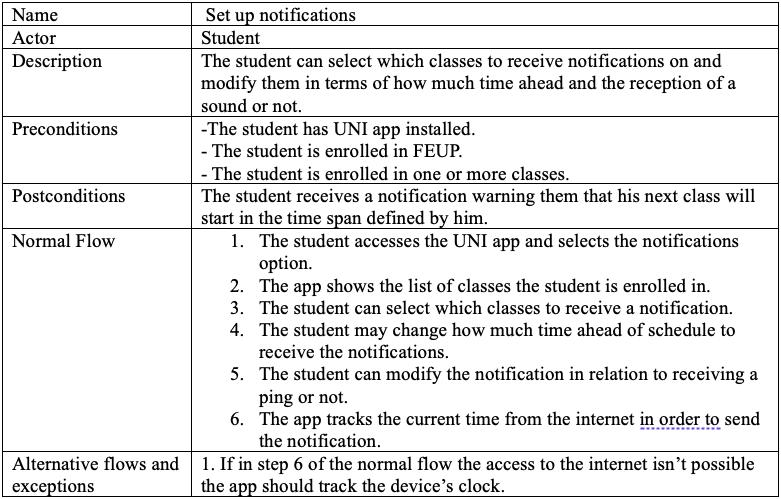 Name Set up notifications
Actor Student
Description The student can select which classes to receive notifications on and
modify them in terms of how much time ahead and the reception of a
sound or not.
Preconditions -The student has UNI app installed.
- The student is enrolled in FEUP.
- The student is enrolled in one or more classes.
Postconditions The student receives a notification warning them that his next class will
start in the time span defined by him.
Normal Flow 1. The student accesses the UNI app and selects the notifications
option.
2. The app shows the list of classes the student is enrolled in.
3. The student can select which classes to receive a notification.
4. The student may change how much time ahead of schedule to
receive the notifications.
5. The student can modify the notification in relation to receiving a
ping or not.
6. The app tracks the current time from the internet in order to send
the notification.
Alternative flows and 1. If in step 6 of the normal flow the access to the internet isn’t possible
exceptions the app should track the device’s clock.